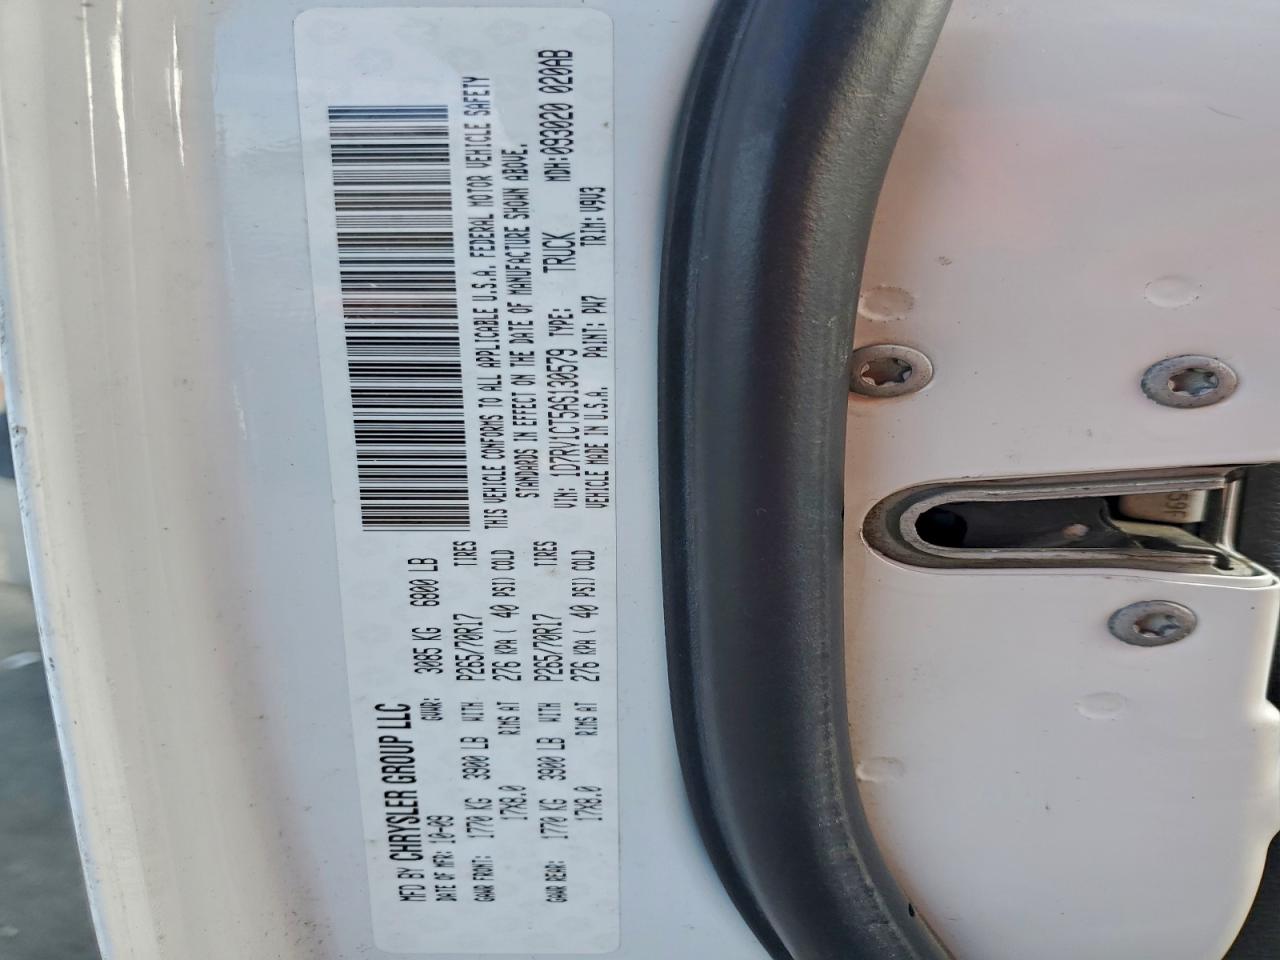 MFD BY CHRYSLER GROUP LLC
DATE OF MFR: 10-09 GVWR: 3085 KG 6800 LB
GAWR FRONT: 1770 KG 3900 LB WITH P265/70R17 TIRES
17X8.0 RIMS AT 276 KPA( 40 PSI) COLD
GAWR REAR: 1770 KG 3900 LB WITH P265/70R17 TIRES
17X8.0 RIMS AT 276 KPA( 40 PSI) COLD
THIS VEHICLE CONFORMS TO ALL APPLICABLE U.S.A. FEDERAL MOTOR VEHICLE SAFETY
STANDARDS IN EFFECT ON THE DATE OF MANUFACTURE SHOWN ABOVE.
VIN: 1D7RV1CT5AS130579 TYPE: TRUCK MDH:093020 020AB
VEHICLE MADE IN U.S.A. PAINT: PW7 TRIM: V9V3